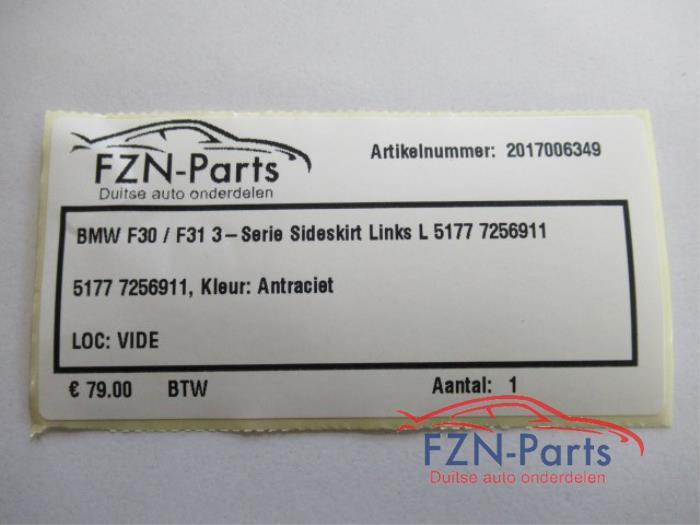 FZN-Parts
Duitse auto onderdelen
Artikelnummer: 2017006349
BMW F30 / F31 3-Serie Sideskirt Links L 5177 7256911
5177 7256911, Kleur: Antraciet
LOC: VIDE
€ 79.00 BTW Aantal: 1
FZN-Parts
Duitse auto onderdelen